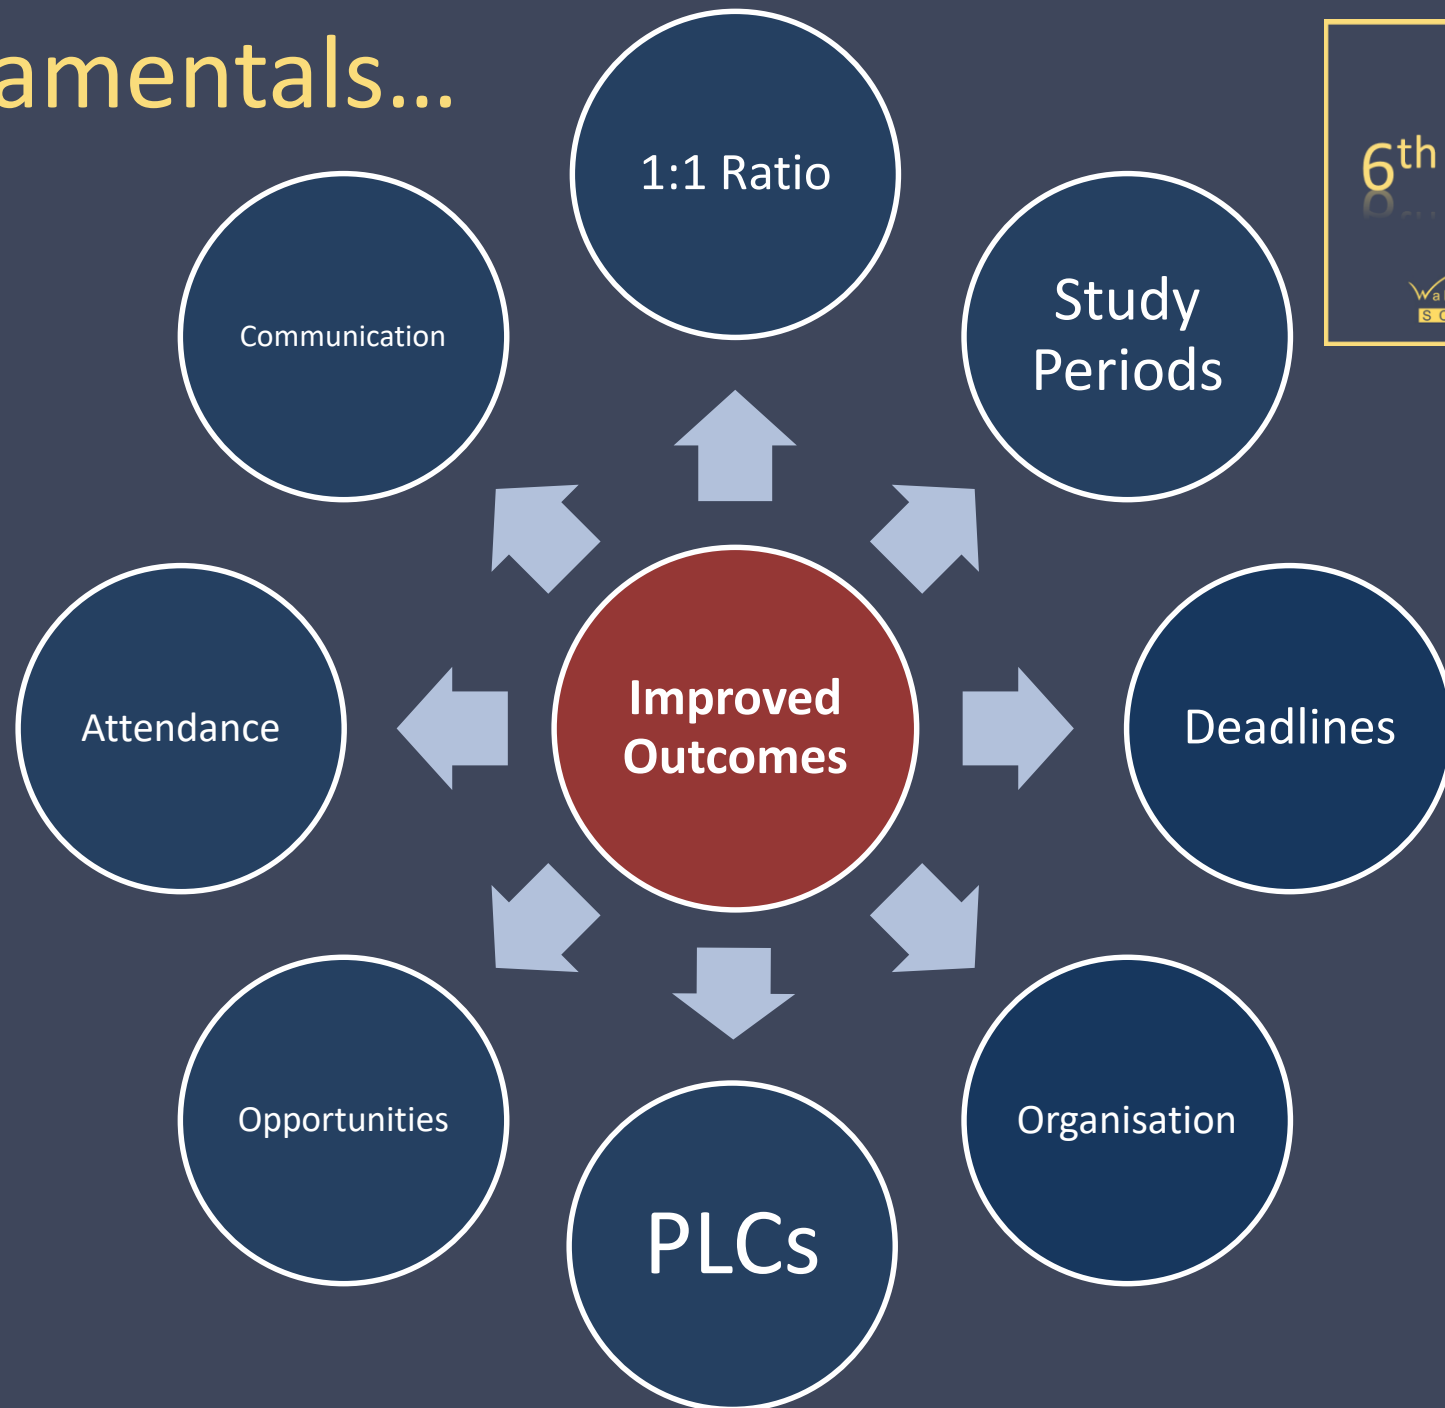 amentals...
1:1 Ratio
6th
Communication
Study
Periods
Attendance
Improved
Outcomes
Deadlines
Opportunities
Organisation
PLCs